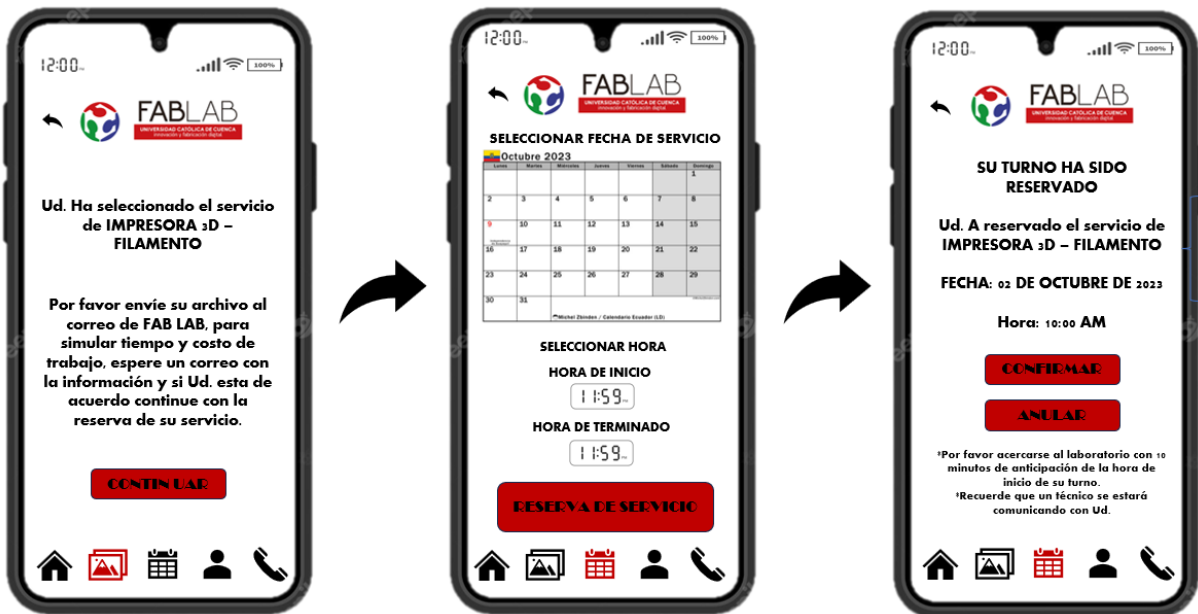 12:00
100%
FABLAB
UNIVERSIDAD CATÓLICA DE CUENCA
innovación y fabricación digital
Ud. Ha seleccionado el servicio
de IMPRESORA 3D –
FILAMENTO
Por favor envíe su archivo al
correo de FAB LAB, para
simular tiempo y costo de
trabajo, espere un correo con
la información y si Ud. esta de
acuerdo continue con la
reserva de su servicio.
CONTINUAR
12:00
100%
FABLAB
UNIVERSIDAD CATÓLICA DE CUENCA
innovación y fabricación digital
SELECCIONAR FECHA DE SERVICIO
Octubre 2023
Lunes Martes Miércoles Jueves Viernes Sábado Domingo
1
2 3 4 5 6 7 8
9 10 11 12 13 14 15
16 17 18 19 20 21 22
23 24 25 26 27 28 29
30 31
Michel Zbinden / Calendario Ecuador (LD)
SELECCIONAR HORA
HORA DE INICIO
11:59
HORA DE TERMINADO
11:59
RESERVA DE SERVICIO
12:00
100%
FABLAB
UNIVERSIDAD CATÓLICA DE CUENCA
innovación y fabricación digital
SU TURNO HA SIDO
RESERVADO
Ud. A reservado el servicio de
IMPRESORA 3D – FILAMENTO
FECHA: 02 DE OCTUBRE DE 2023
Hora: 10:00 AM
CONFIRMAR
ANULAR
*Por favor acercarse al laboratorio con 10
minutos de anticipación de la hora de
inicio de su turno.
*Recuerde que un técnico se estará
comunicando con Ud.